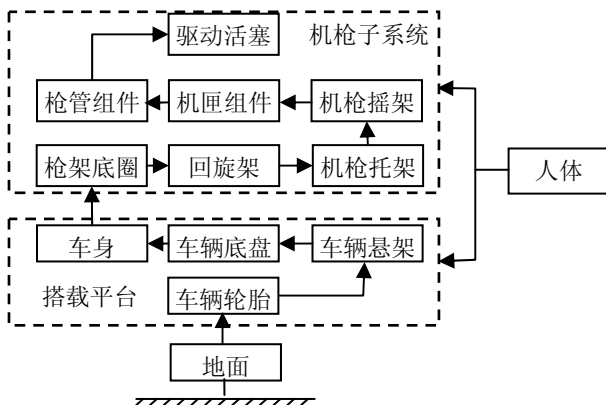 驱动活塞 机枪子系统
枪管组件 机匣组件 机枪摇架
枪架底圈 回旋架 机枪托架
人体
车身 车辆底盘 车辆悬架
搭载平台 车辆轮胎
地面